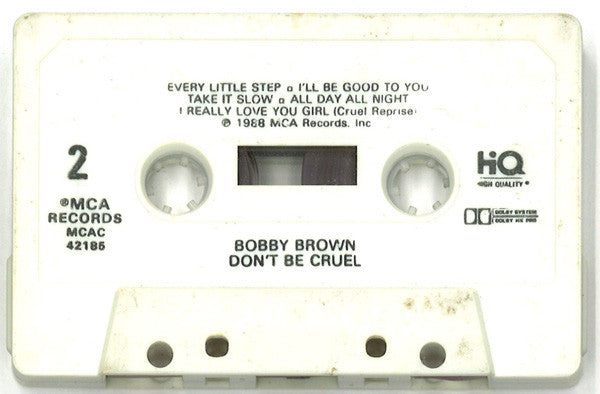 EVERY LITTLE STEP o I'LL BE GOOD TO YOU
TAKE IT SLOW o ALL DAY ALL NIGHT
I REALLY LOVE YOU GIRL (Cruel Reprise)
℗ 1988 MCA Records, Inc
2
HiQ
HIGH QUALITY
®MCA
RECORDS
MCAC
42185
DOLBY SYSTEM
DOLBY HX PRO
BOBBY BROWN
DON'T BE CRUEL